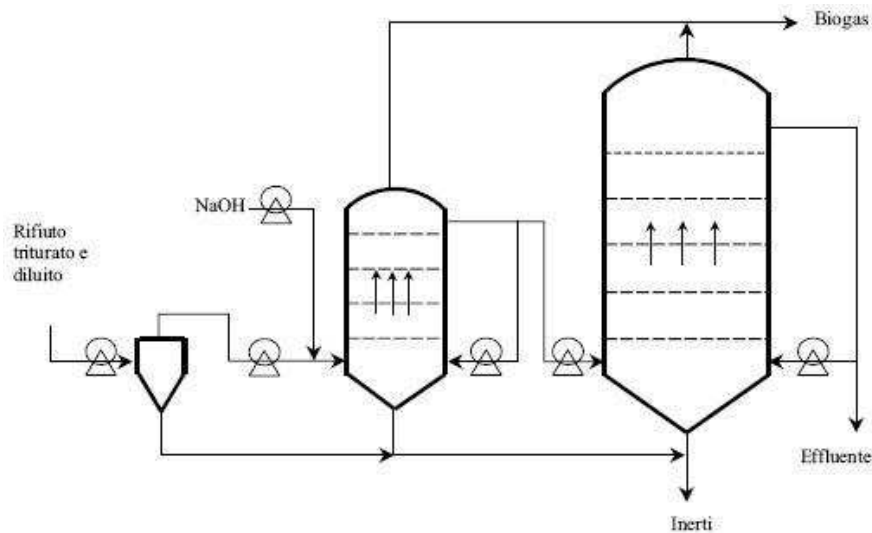 Biogas
NaOH
Rifiuto
triturato e
diluito
Effluente
Inerti